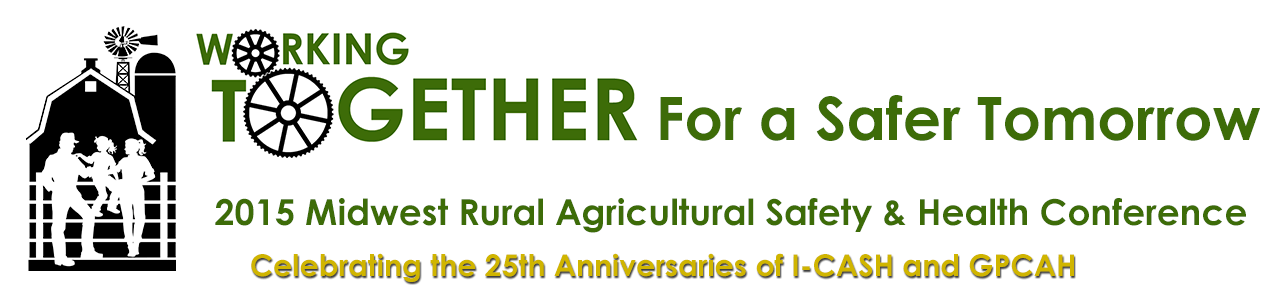 WORKING
TOGETHER For a Safer Tomorrow
2015 Midwest Rural Agricultural Safety & Health Conference
Celebrating the 25th Anniversaries of I-CASH and GPCAH